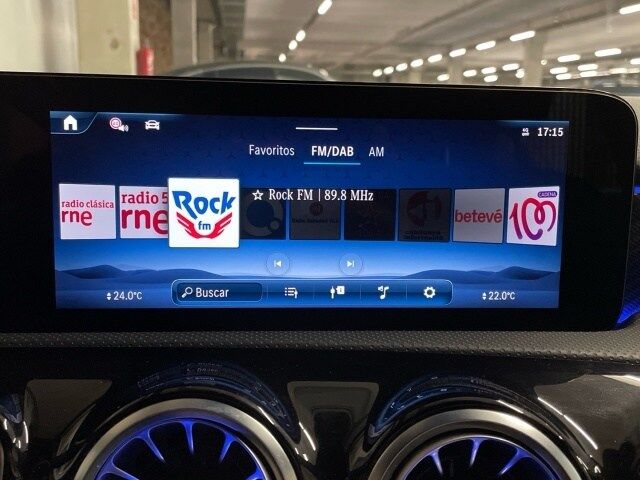 4G
17:15
Favoritos FM/DAB AM
☆ Rock FM | 89.8 MHz
radio clásica
rne
radio 5
rne
Rock
fm
betevé
CADENA
100
24.0°C
Buscar
22.0°C